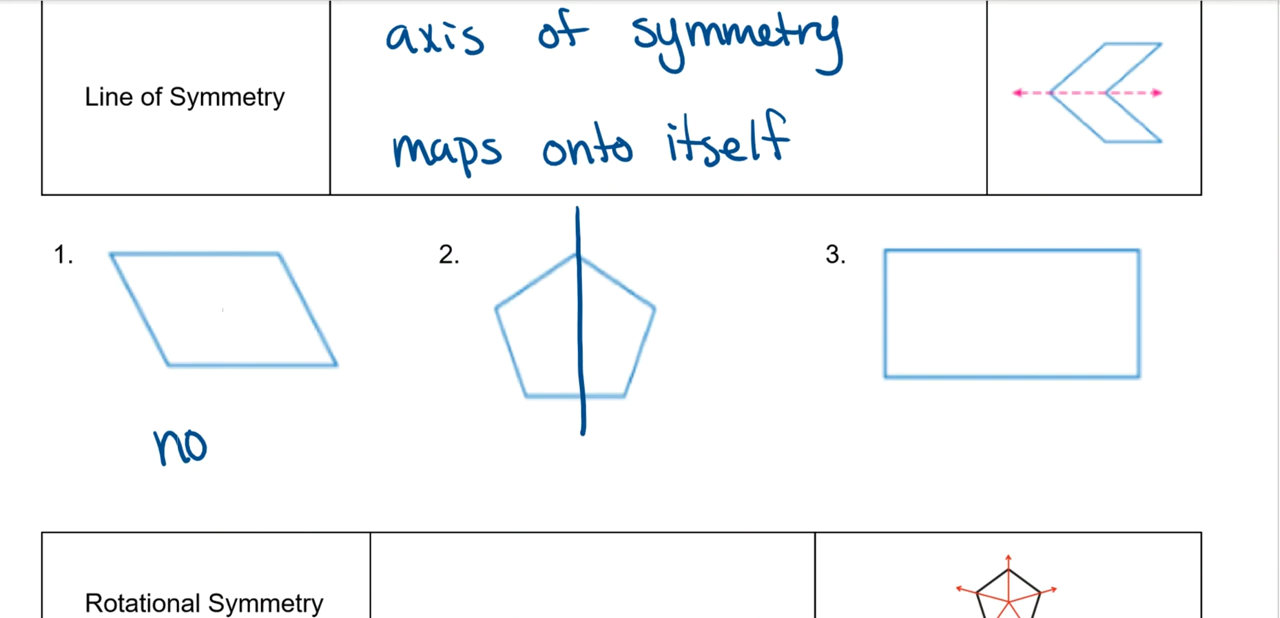 axis of symmetry
Line of Symmetry
maps onto itself
1.
2.
3.
no
Rotational Symmetry